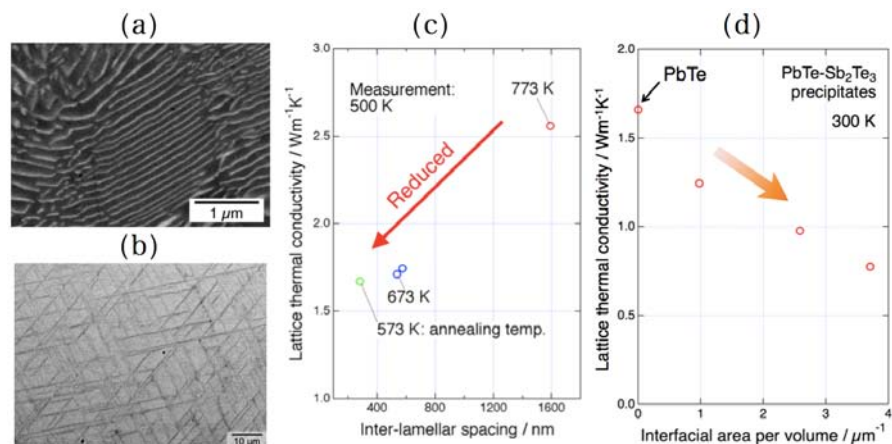 (a)
1 μm
(b)
10 μm
(c)
Lattice thermal conductivity / Wm⁻¹K⁻¹
3.0
2.5
2.0
1.5
1.0
Measurement:
500 K
773 K
Reduced
673 K
573 K: annealing temp.
400 800 1200 1600
Inter-lamellar spacing / nm
(d)
Lattice thermal conductivity / Wm⁻¹K⁻¹
2.0
1.5
1.0
0.5
0.0
PbTe
PbTe-Sb₂Te₃
precipitates
300 K
0 1 2 3 4
Interfacial area per volume / μm⁻¹